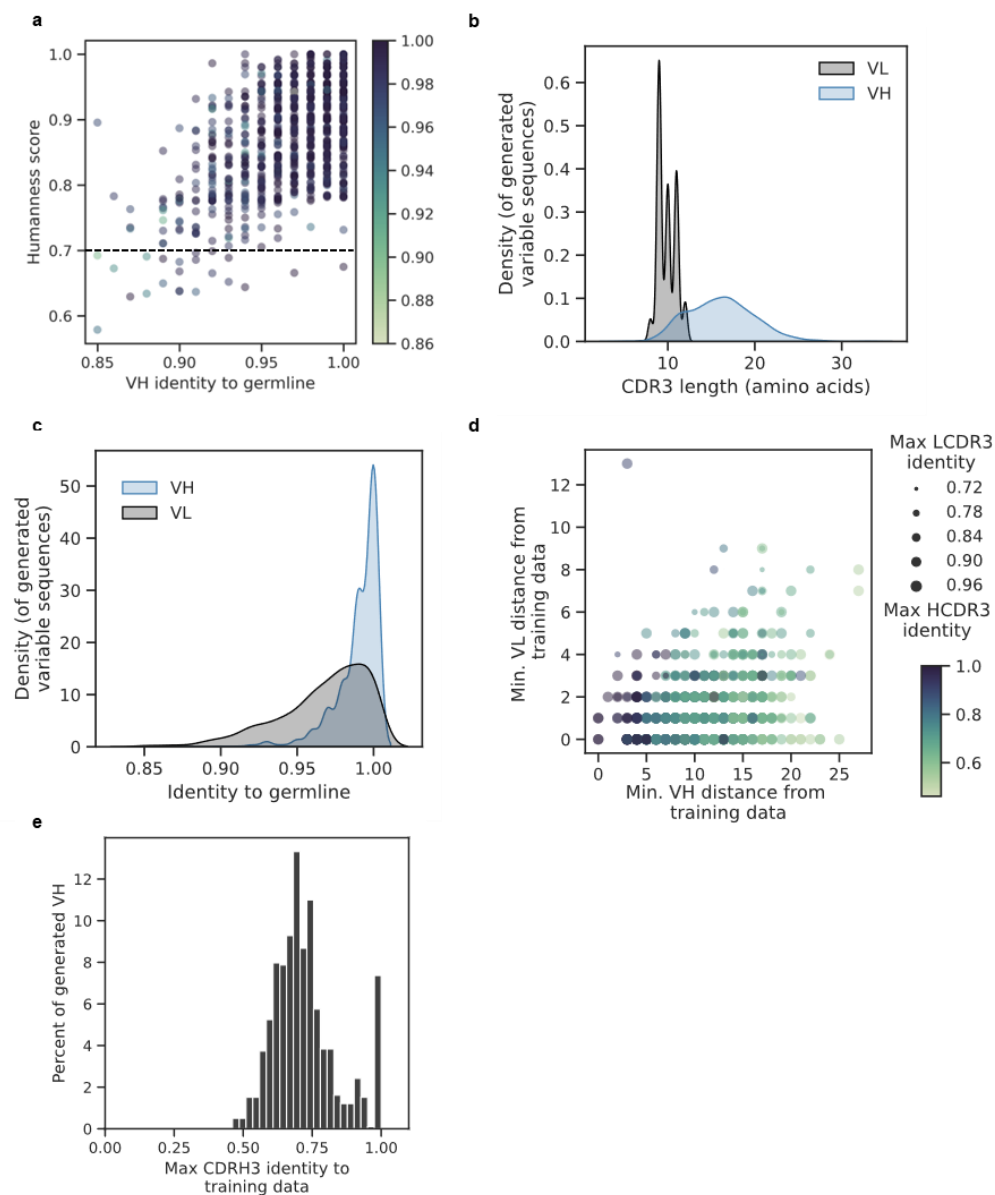 a
Humanness score
1.0
0.9
0.8
0.7
0.6
0.85
0.90
0.95
1.00
VH identity to germline
1.00
0.98
0.96
0.94
0.92
0.90
0.88
0.86
b
Density (of generated
variable sequences)
0.6
0.5
0.4
0.3
0.2
0.1
0.0
VL
VH
10
20
30
CDR3 length (amino acids)
c
Density (of generated
variable sequences)
50
40
30
20
10
0
VH
VL
0.85
0.90
0.95
1.00
Identity to germline
d
Min. VL distance from
training data
12
10
8
6
4
2
0
0
5
10
15
20
25
Min. VH distance from
training data
Max LCDR3
identity
0.72
0.78
0.84
0.90
0.96
Max HCDR3
identity
1.0
0.8
0.6
e
Percent of generated VH
12
10
8
6
4
2
0
0.00
0.25
0.50
0.75
1.00
Max CDRH3 identity to
training data